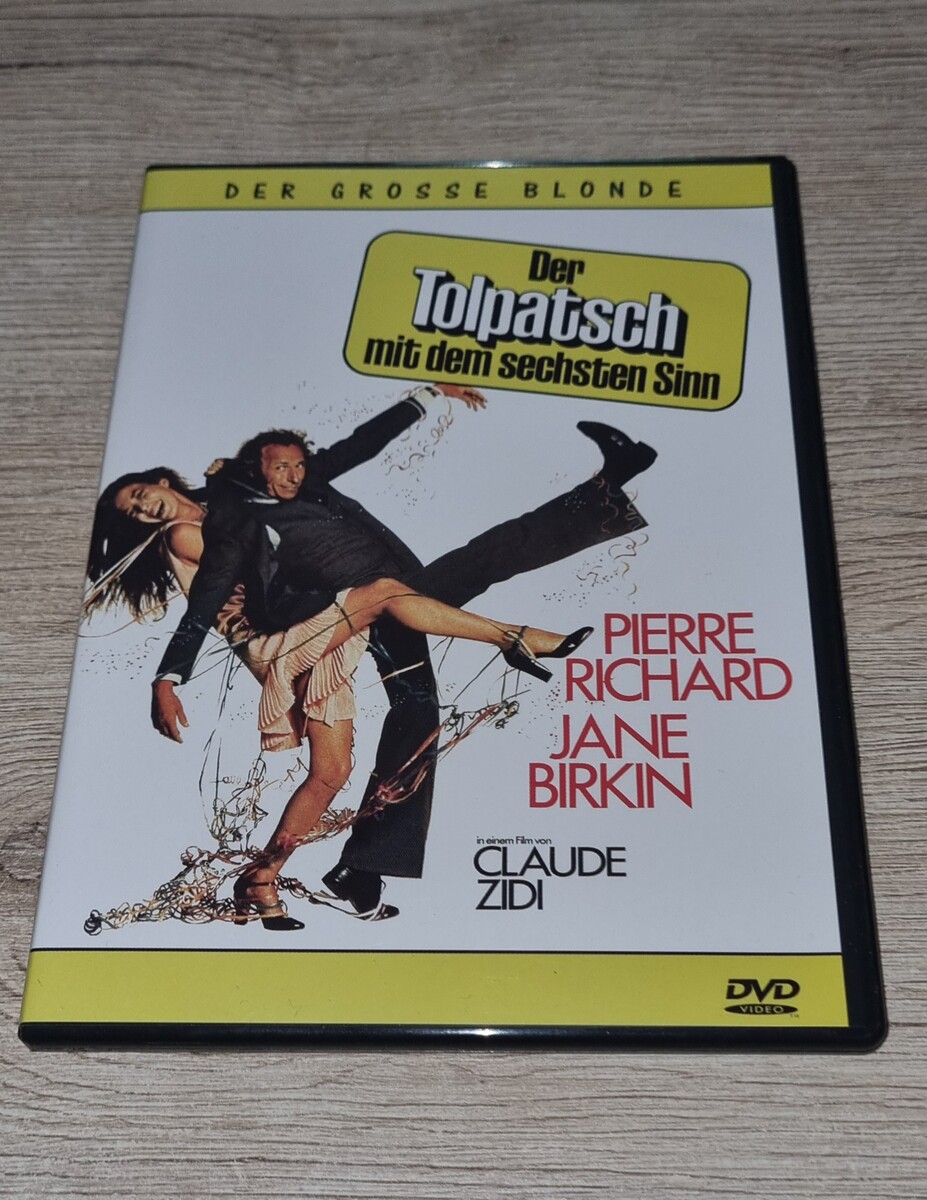 DER GROSSE BLONDE
Der
Tolpatsch
mit dem sechsten Sinn
PIERRE
RICHARD
JANE
BIRKIN
in einem Film von
CLAUDE
ZIDI
DVD
VIDEO